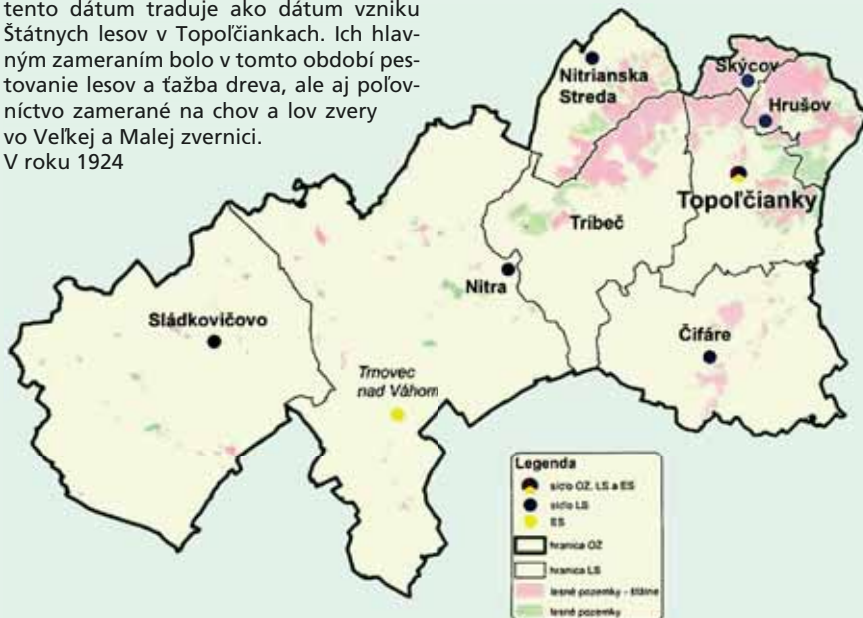 tento dátum traduje ako dátum vzniku
Štátnych lesov v Topoľčiankach. Ich hlav-
ným zameraním bolo v tomto období pes-
tovanie lesov a ťažba dreva, ale aj poľov-
níctvo zamerané na chov a lov zvery
vo Veľkej a Malej zvernici.
V roku 1924
Nitrianska
Streda
Skýcov
Hrušov
Topoľčianky
Tribeč
Nitra
Sládkovičovo
Čifáre
Trnovec
nad Váhom
Legenda
sídlo OZ, LS a ES
sídlo LS
ES
hranica OZ
hranica LS
lesné pozemky - štátne
lesné pozemky